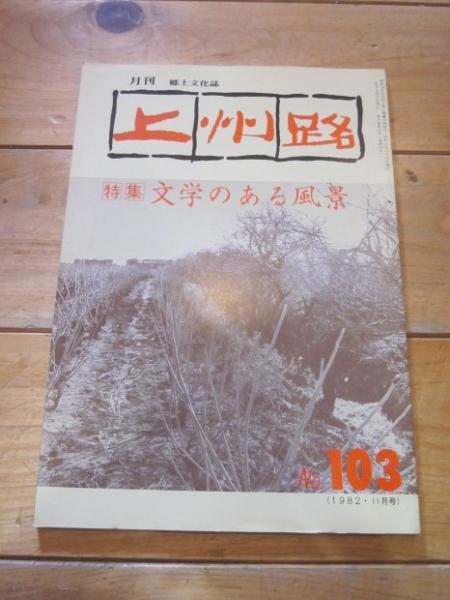 月刊 郷土文化誌
上州路
特集 文学のある風景
No. 103
(1982・11月号)